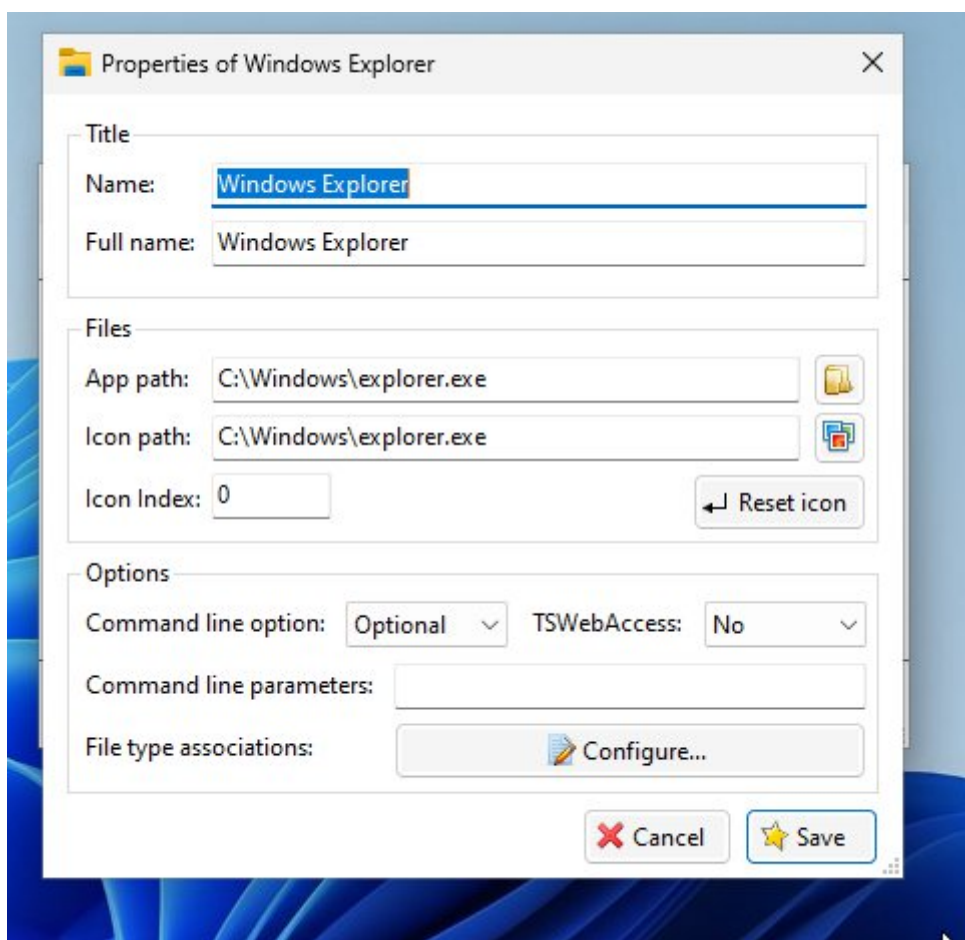 Properties of Windows Explorer
Title
Name: Windows Explorer
Full name: Windows Explorer
Files
App path: C:\Windows\explorer.exe
Icon path: C:\Windows\explorer.exe
Icon Index: 0 Reset icon
Options
Command line option: Optional TSWebAccess: No
Command line parameters:
File type associations: Configure...
Cancel Save